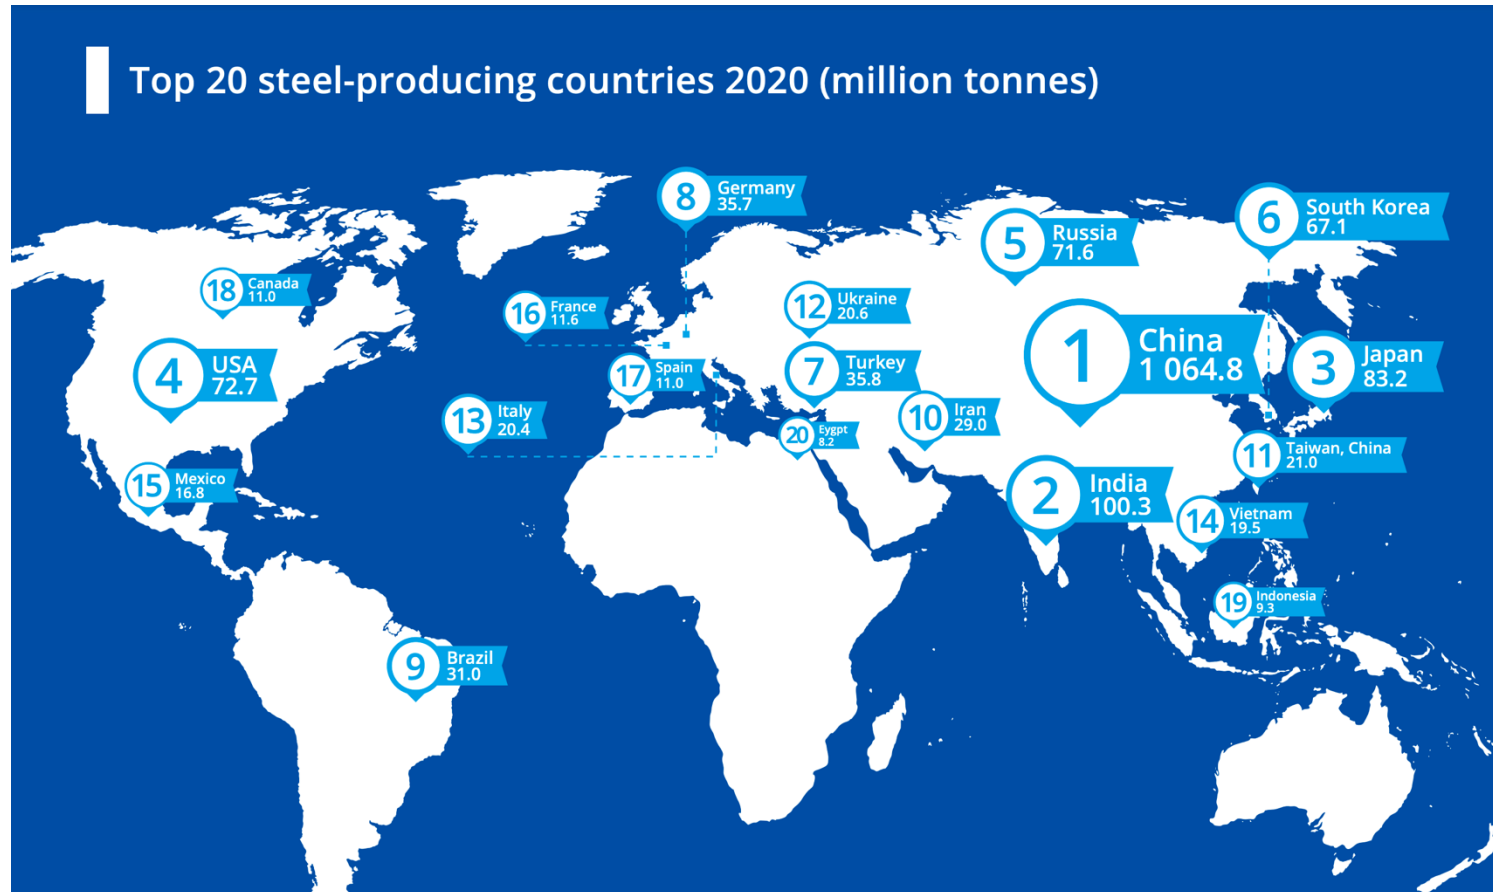 Top 20 steel-producing countries 2020 (million tonnes)
8
Germany
35.7
6
South Korea
67.1
5
Russia
71.6
18
Canada
11.0
16
France
11.6
12
Ukraine
20.6
1
China
1 064.8
4
USA
72.7
17
Spain
11.0
7
Turkey
35.8
3
Japan
83.2
13
Italy
20.4
20
Eygpt
8.2
10
Iran
29.0
11
Taiwan, China
21.0
15
Mexico
16.8
2
India
100.3
14
Vietnam
19.5
19
Indonesia
9.3
9
Brazil
31.0